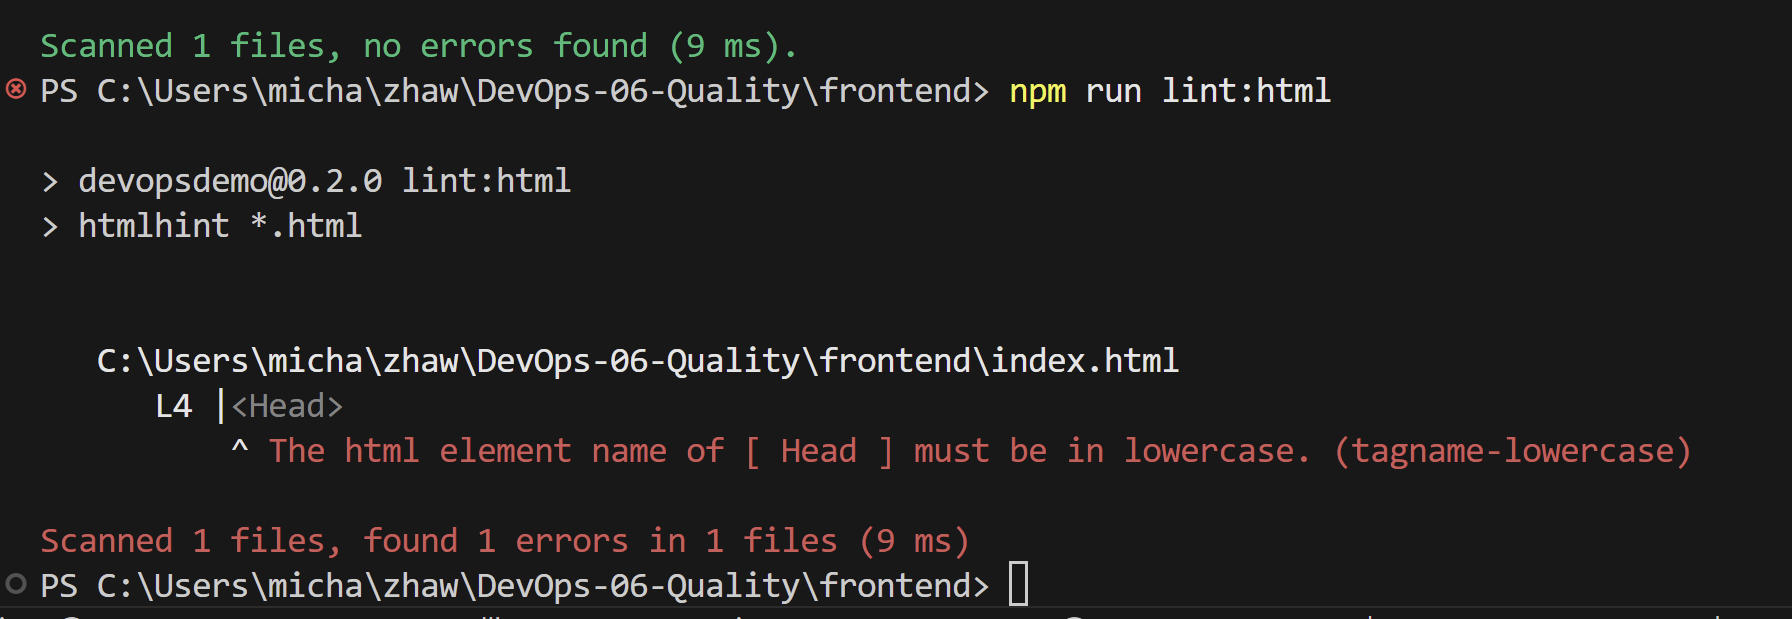 Scanned 1 files, no errors found (9 ms).
PS C:\Users\micha\zhaw\DevOps-06-Quality\frontend> npm run lint:html
> devopsdemo@0.2.0 lint:html
> htmlhint *.html
C:\Users\micha\zhaw\DevOps-06-Quality\frontend\index.html
L4 |<Head>
^ The html element name of [ Head ] must be in lowercase. (tagname-lowercase)
Scanned 1 files, found 1 errors in 1 files (9 ms)
PS C:\Users\micha\zhaw\DevOps-06-Quality\frontend>